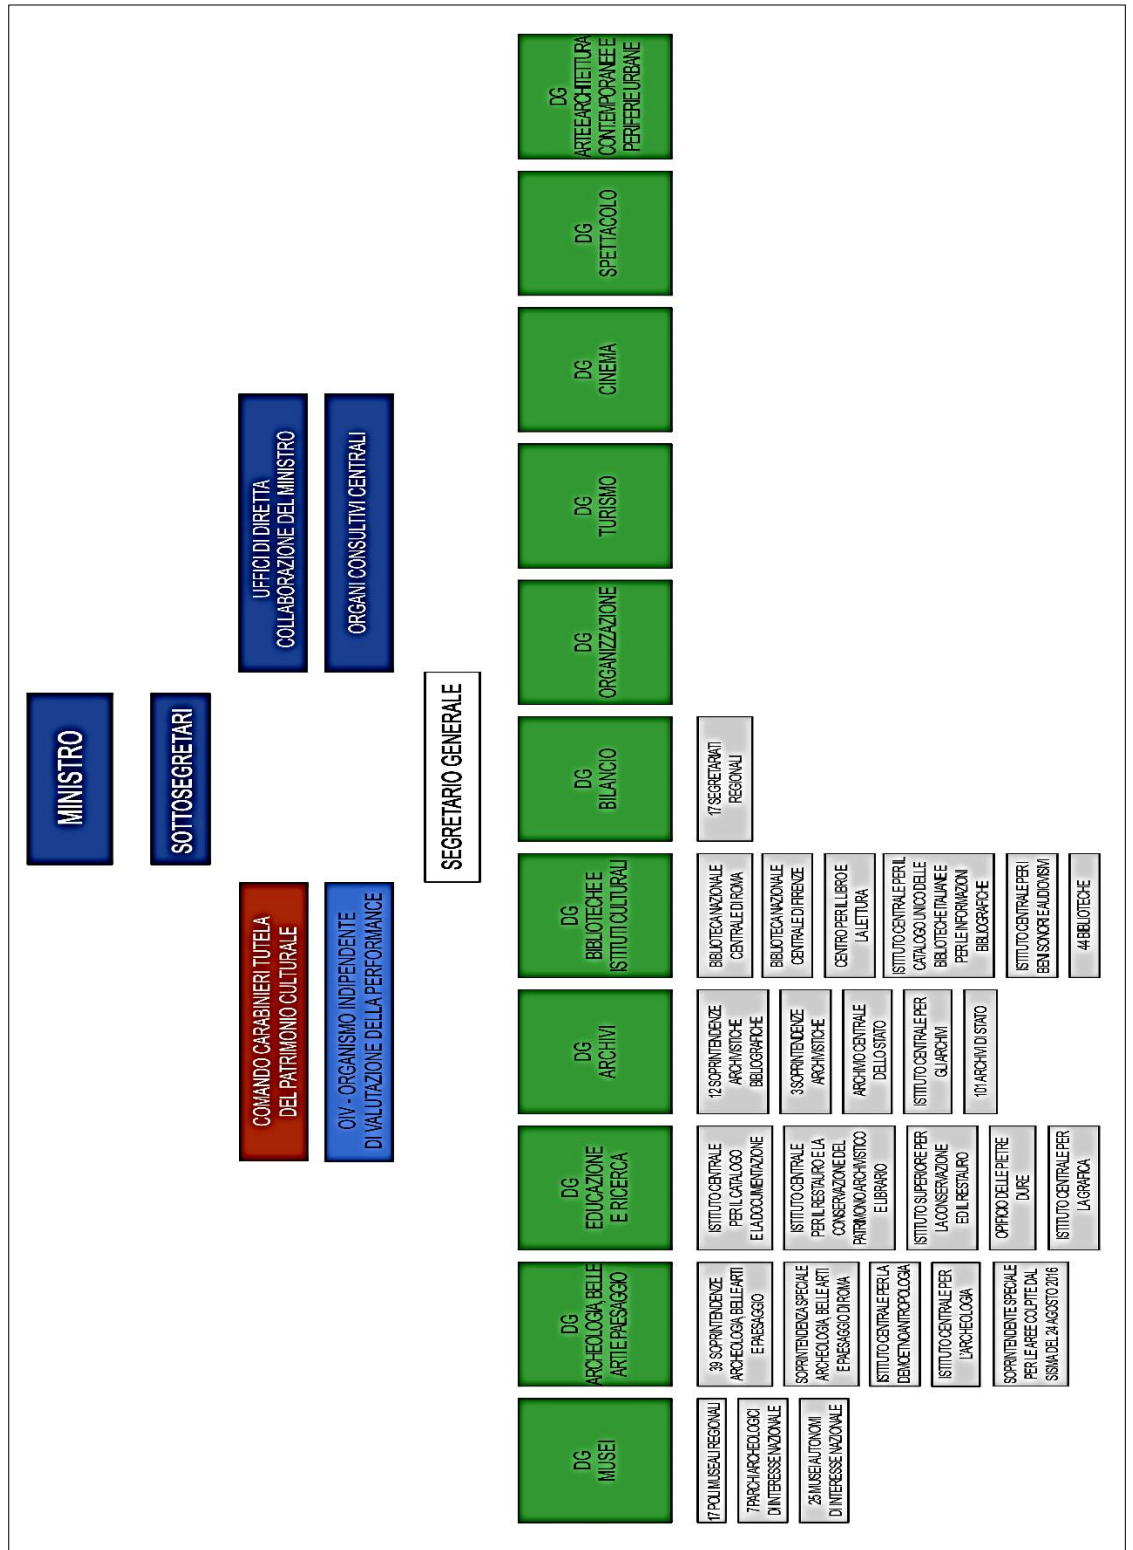 MINISTRO
SOTTOSEGRETARI
COMANDO CARABINIERI TUTELA
DEL PATRIMONIO CULTURALE
UFFICI DI DIRETTA
COLLABORAZIONE DEL MINISTRO
OIV - ORGANISMO INDIPENDENTE
DI VALUTAZIONE DELLA PERFORMANCE
ORGANI CONSULTIVI CENTRALI
SEGRETARIO GENERALE
DG
MUSEI
17 POLI MUSEALI REGIONALI
7 PARCHI ARCHEOLOGICI
DI INTERESSE NAZIONALE
25 MUSEI AUTONOMI
DI INTERESSE NAZIONALE
DG
ARCHEOLOGIA, BELLE
ARTI E PAESAGGIO
39 SOPRINTENDENZE
ARCHEOLOGIA, BELLE ARTI
E PAESAGGIO
SOPRINTENDENZA SPECIALE
ARCHEOLOGIA, BELLE ARTI
E PAESAGGIO DI ROMA
ISTITUTO CENTRALE PER LA
DEMOETNOANTROPOLOGIA
ISTITUTO CENTRALE PER
L'ARCHEOLOGIA
SOPRINTENDENTE SPECIALE
PER LE AREE COLPITE DAL
SISMA DEL 24 AGOSTO 2016
DG
EDUCAZIONE
E RICERCA
ISTITUTO CENTRALE
PER IL CATALOGO
E LA DOCUMENTAZIONE
ISTITUTO CENTRALE
PER IL RESTAURO E LA
CONSERVAZIONE DEL
PATRIMONIO ARCHIVISTICO
E LIBRARIO
ISTITUTO SUPERIORE PER
LA CONSERVAZIONE
ED IL RESTAURO
OPIFICIO DELLE PIETRE
DURE
ISTITUTO CENTRALE PER
LA GRAFICA
DG
ARCHIVI
12 SOPRINTENDENZE
ARCHIVISTICHE
BIBLIOGRAFICHE
3 SOPRINTENDENZE
ARCHIVISTICHE
ARCHIVIO CENTRALE
DELLO STATO
ISTITUTO CENTRALE PER
GLI ARCHIVI
101 ARCHIVI DI STATO
DG
BIBLIOTECHE E
ISTITUTI CULTURALI
BIBLIOTECA NAZIONALE
CENTRALE DI ROMA
BIBLIOTECA NAZIONALE
CENTRALE DI FIRENZE
CENTRO PER IL LIBRO E
LA LETTURA
ISTITUTO CENTRALE PER IL
CATALOGO UNICO DELLE
BIBLIOTECHE ITALIANE E
PER LE INFORMAZIONI
BIBLIOGRAFICHE
ISTITUTO CENTRALE PER I
BENI SONORI E AUDIOVISIVI
44 BIBLIOTECHE
DG
BILANCIO
17 SEGRETARIATI
REGIONALI
DG
ORGANIZZAZIONE
DG
TURISMO
DG
CINEMA
DG
SPETTACOLO
DG
ARTE E ARCHITETTURA
CONTEMPORANEE E
PERIFERIE URBANE